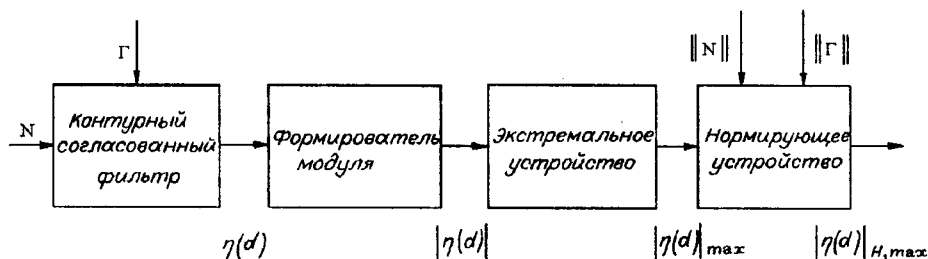 Γ
‖N‖
‖Γ‖
N
Контурный
согласованный
фильтр
Формирователь
модуля
Экстремальное
устройство
Нормирующее
устройство
η(d)
|η(d)|
|η(d)|max
|η(d)|H,max